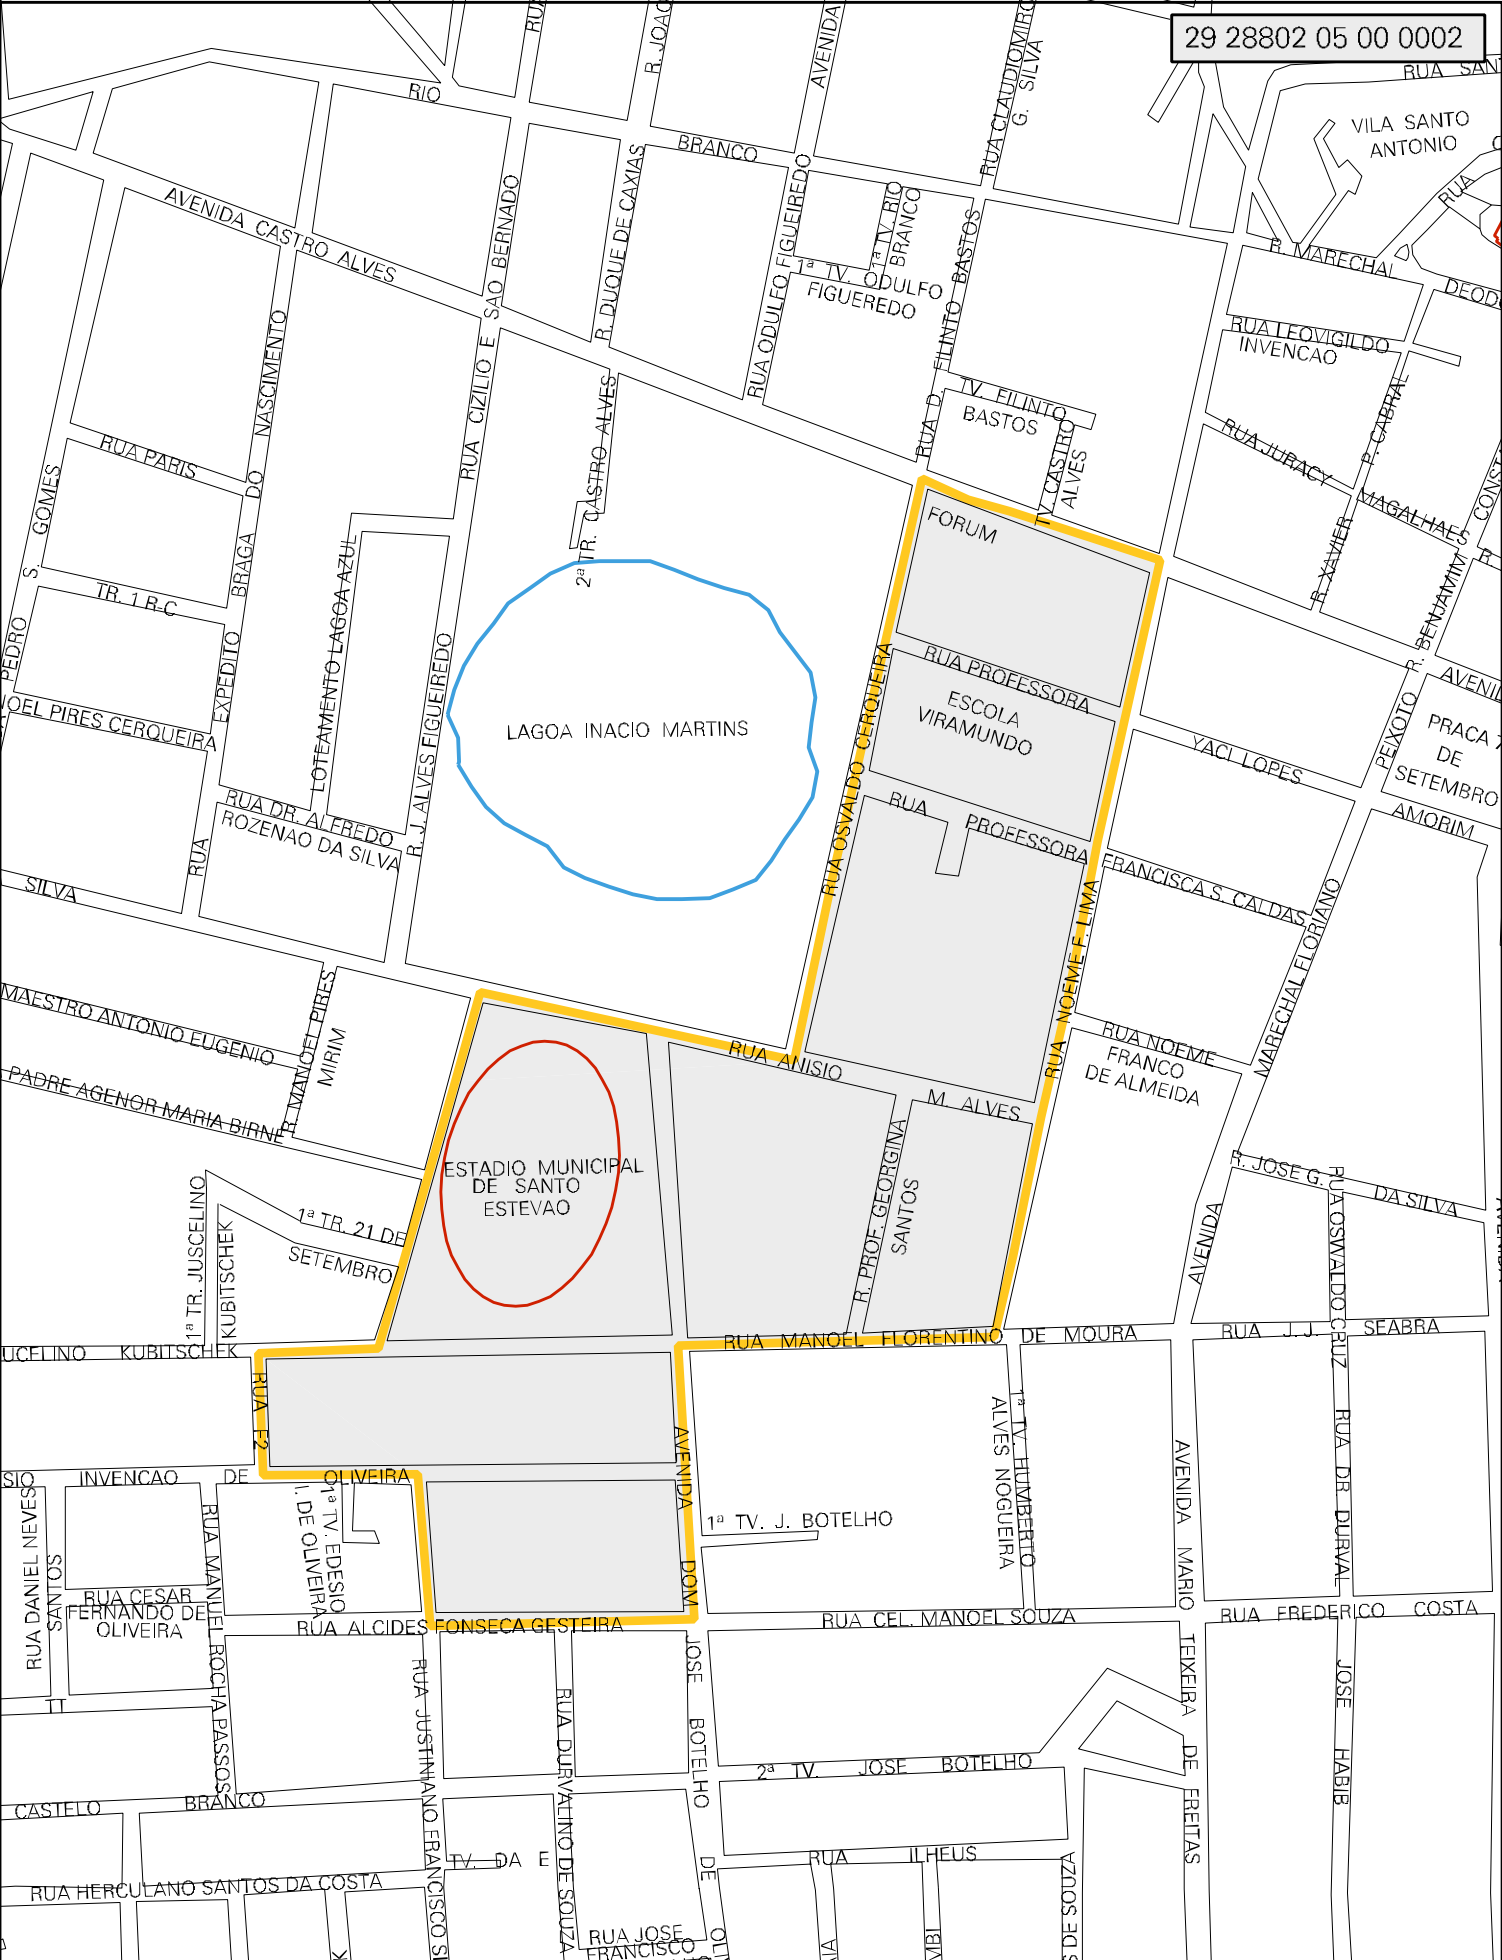 29 28802 05 00 0002
RIO
BRANCO
R. JOAO
AVENIDA
RUA CLAUDIOMIRO
G. SILVA
VILA SANTO
ANTONIO
RUA
AVENIDA CASTRO ALVES
RUA CIZILIO E SAO BERNADO
R. DUQUE DE CAXIAS
RUA ODULFO FIGUEIREDO
1ª TV. RIO
BRANCO
1ª TV. ODULFO
FIGUEREDO
RUA D. FILINTO BASTOS
TV. FILINTO
BASTOS
TV. CASTRO
ALVES
R. MARECHAL
RUA LEOVIGILDO
INVENCAO
RUA JURACY
MAGALHAES
R. XAVIER
P. CABRAL
R. BENJAMIM
R.
RUA PARIS
S. GOMES
PEDRO
TR. 1 R-C
RUA
EXPEDITO
BRAGA DO
NASCIMENTO
LOTEAMENTO LAGOA AZUL
R. J. ALVES FIGUEIREDO
2ª TR. CASTRO ALVES
LAGOA INACIO MARTINS
FORUM
RUA PROFESSORA
YACI LOPES
AMORIM
ESCOLA
VIRAMUNDO
RUA OSVALDO CERQUEIRA
RUA
PROFESSORA
FRANCISCA S. CALDAS
PEIXOTO
MARECHAL FLORIANO
AVENIDA
PRACA 7
DE
SETEMBRO
PIRES CERQUEIRA
RUA DR. ALFREDO
ROZENAO DA SILVA
SILVA
MAESTRO ANTONIO EUGENIO
PADRE AGENOR MARIA BIRNE
R. MANOEL PIRES
MIRIM
RUA ANISIO
M. ALVES
RUA NOEME F. LIMA
RUA NOEME
FRANCO
DE ALMEIDA
R. PROF. GEORGINA
SANTOS
ESTADIO MUNICIPAL
DE SANTO
ESTEVAO
1ª TR. 21 DE
SETEMBRO
1ª TR. JUSCELINO
KUBITSCHEK
R. JOSE G.
DA SILVA
RUA OSWALDO CRUZ
KUBITSCHEK
RUA MANOEL FLORENTINO DE MOURA
RUA J. J. SEABRA
RUA F2
INVENCAO DE OLIVEIRA
1ª TV. EDESIO
I. DE OLIVEIRA
RUA DANIEL NEVES
SANTOS
RUA MANUEL ROCHA PASSOS
RUA CESAR
FERNANDO DE
OLIVEIRA
AVENIDA DOM JOSE BOTELHO DE
1ª TV. J. BOTELHO
1ª TV. HUMBERTO
ALVES NOGUEIRA
AVENIDA MARIO TEIXEIRA DE FREITAS
RUA DR. DURVAL JOSE HABIB
RUA ALCIDES FONSECA GESTEIRA
RUA CEL. MANOEL SOUZA
RUA FREDERICO COSTA
RUA JUSTINIANO FRANCISCO
RUA DURVALINO DE SOUZA
2ª TV. JOSE BOTELHO
CASTELO BRANCO
TV. DA E
RUA ILHEUS
RUA HERCULANO SANTOS DA COSTA
RUA JOSE
FRANCISCO